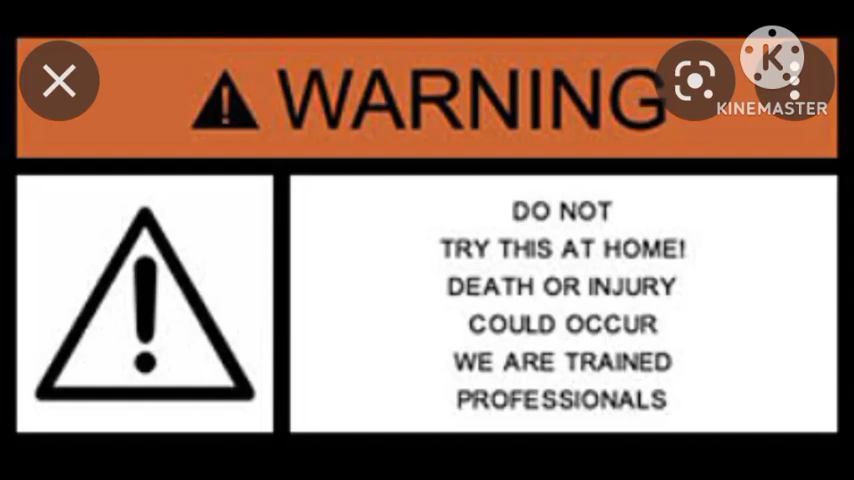 WARNING
KINEMASTER
DO NOT
TRY THIS AT HOME!
DEATH OR INJURY
COULD OCCUR
WE ARE TRAINED
PROFESSIONALS